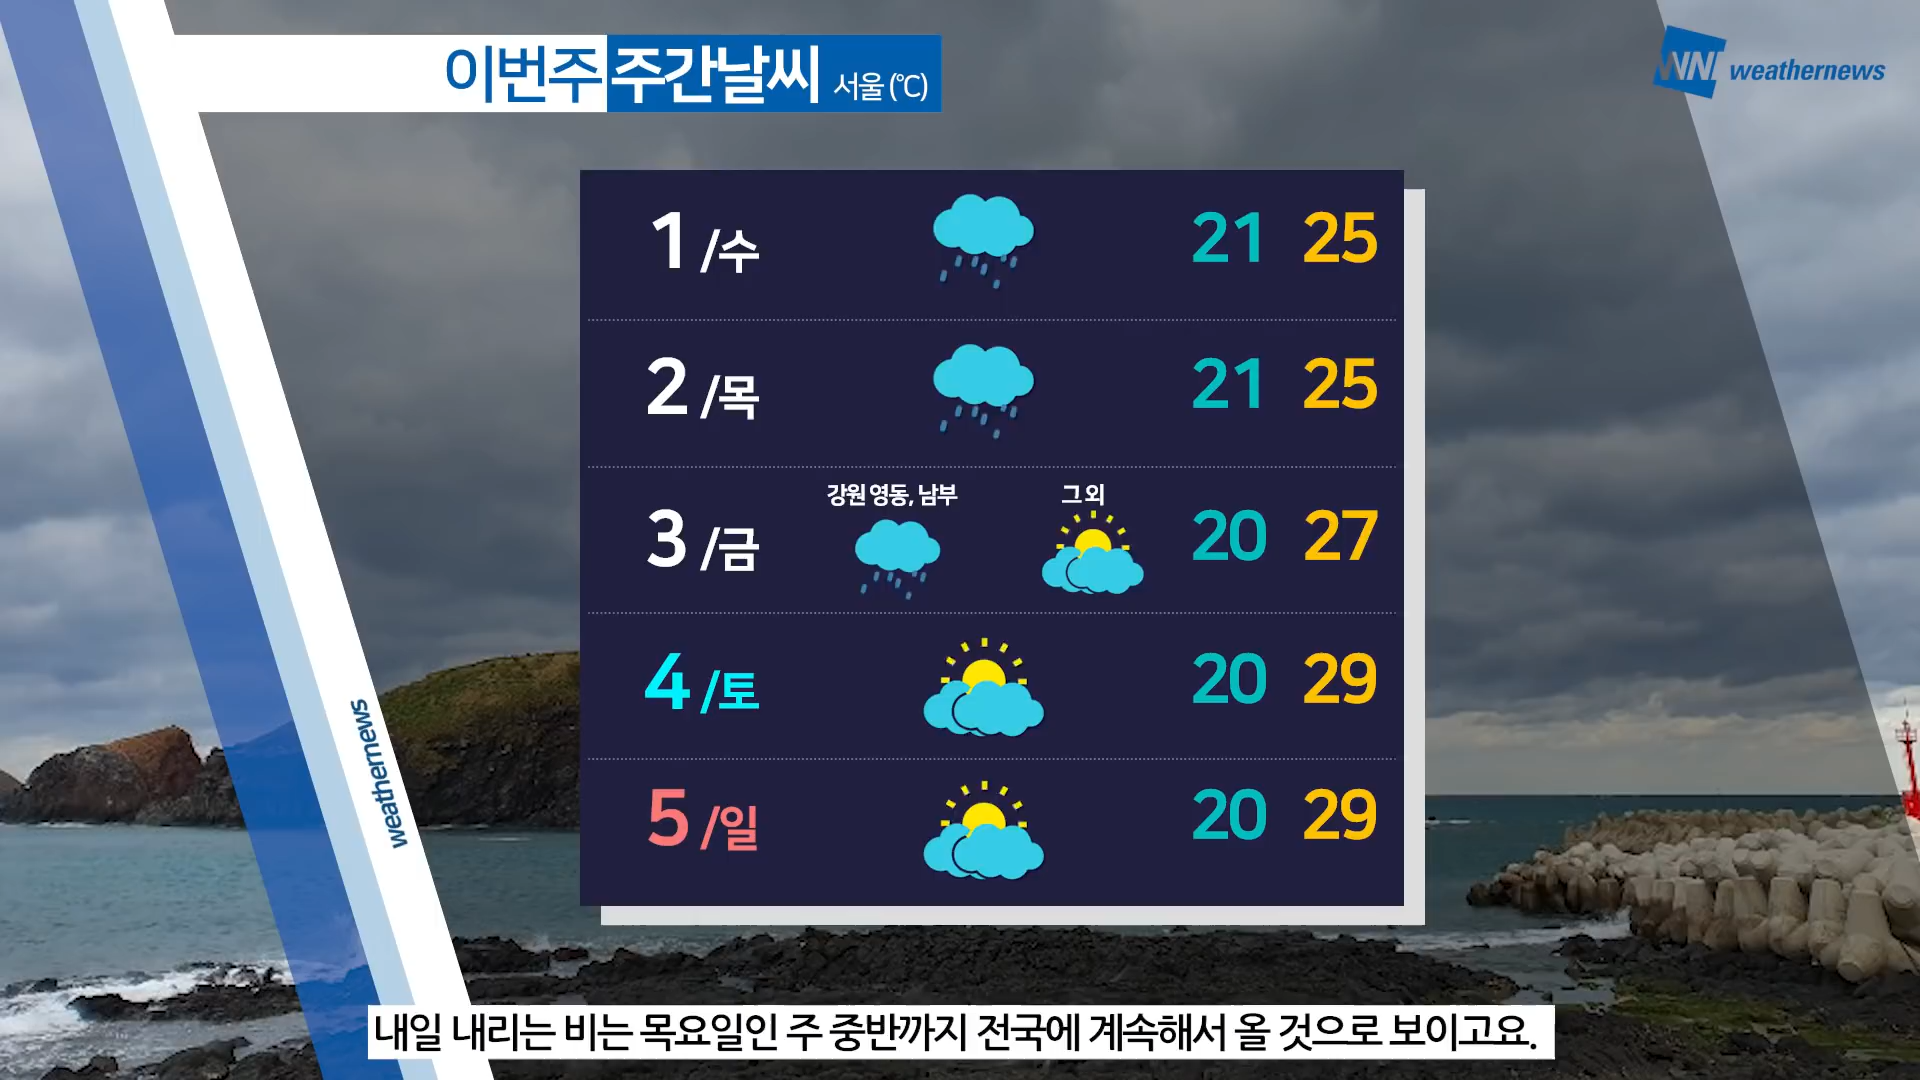 이번주 주간날씨 서울 (℃)
WNI weathernews
1/수 21 25
2/목 21 25
강원 영동, 남부 그 외
3/금 20 27
4/토 20 29
5/일 20 29
weathernews
내일 내리는 비는 목요일인 주 중반까지 전국에 계속해서 올 것으로 보이고요.